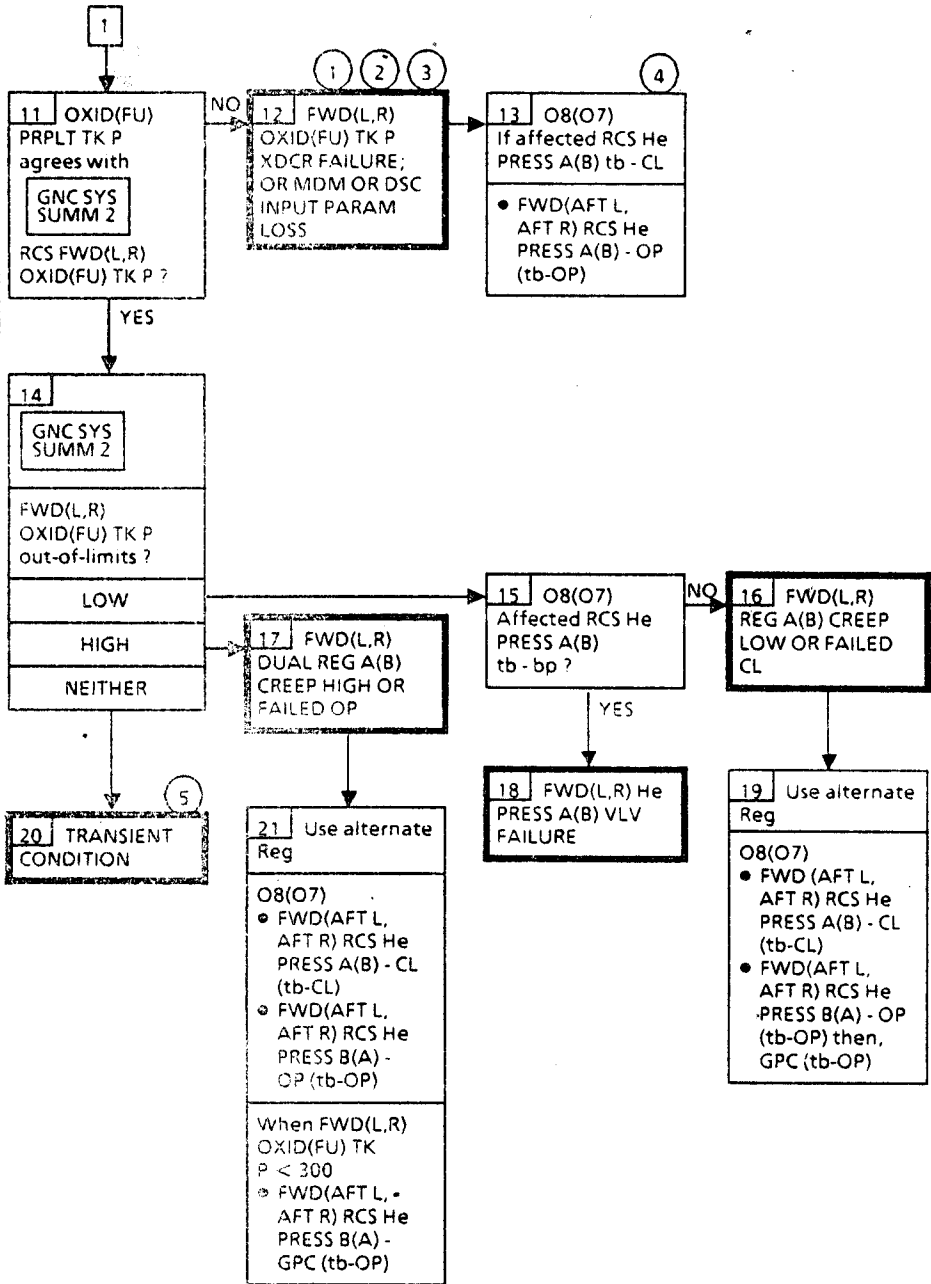 1
1 2 3
4
11 OXID(FU)
PRPLT TK P
agrees with
GNC SYS
SUMM 2
RCS FWD(L,R)
OXID(FU) TK P ?
NO
12 FWD(L,R)
OXID(FU) TK P
XDCR FAILURE;
OR MDM OR DSC
INPUT PARAM
LOSS
13 O8(O7)
If affected RCS He
PRESS A(B) tb - CL
● FWD(AFT L,
AFT R) RCS He
PRESS A(B) - OP
(tb-OP)
YES
14
GNC SYS
SUMM 2
FWD(L,R)
OXID(FU) TK P
out-of-limits ?
LOW
HIGH
NEITHER
15 O8(O7)
Affected RCS He
PRESS A(B)
tb - bp ?
NO
16 FWD(L,R)
REG A(B) CREEP
LOW OR FAILED
CL
17 FWD(L,R)
DUAL REG A(B)
CREEP HIGH OR
FAILED OP
YES
18 FWD(L,R) He
PRESS A(B) VLV
FAILURE
19 Use alternate
Reg
O8(O7)
● FWD (AFT L,
AFT R) RCS He
PRESS A(B) - CL
(tb-CL)
● FWD(AFT L,
AFT R) RCS He
PRESS B(A) - OP
(tb-OP) then,
GPC (tb-OP)
5
20 TRANSIENT
CONDITION
21 Use alternate
Reg
O8(O7)
● FWD(AFT L,
AFT R) RCS He
PRESS A(B) - CL
(tb-CL)
● FWD(AFT L,
AFT R) RCS He
PRESS B(A) -
OP (tb-OP)
When FWD(L,R)
OXID(FU) TK
P < 300
● FWD(AFT L,
AFT R) RCS He
PRESS B(A) -
GPC (tb-OP)